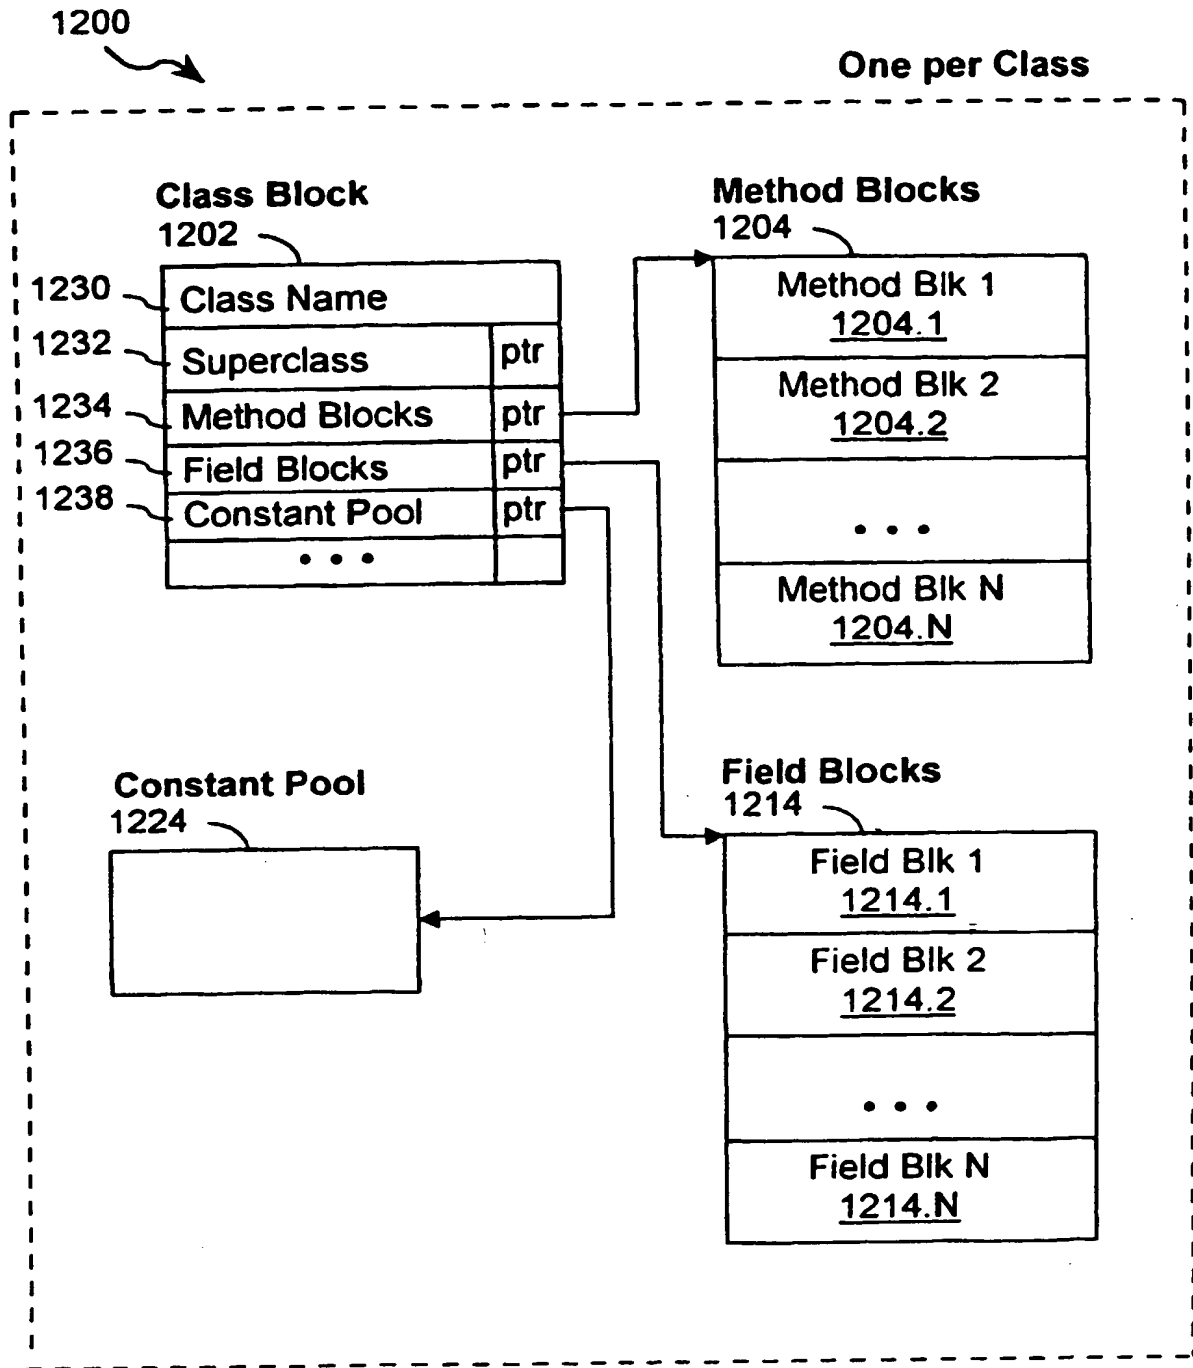 1200
One per Class
Class Block
1202
1230
Class Name
1232
Superclass ptr
1234
Method Blocks ptr
1236
Field Blocks ptr
1238
Constant Pool ptr
• • •
Method Blocks
1204
Method Blk 1
1204.1
Method Blk 2
1204.2
• • •
Method Blk N
1204.N
Constant Pool
1224
Field Blocks
1214
Field Blk 1
1214.1
Field Blk 2
1214.2
• • •
Field Blk N
1214.N